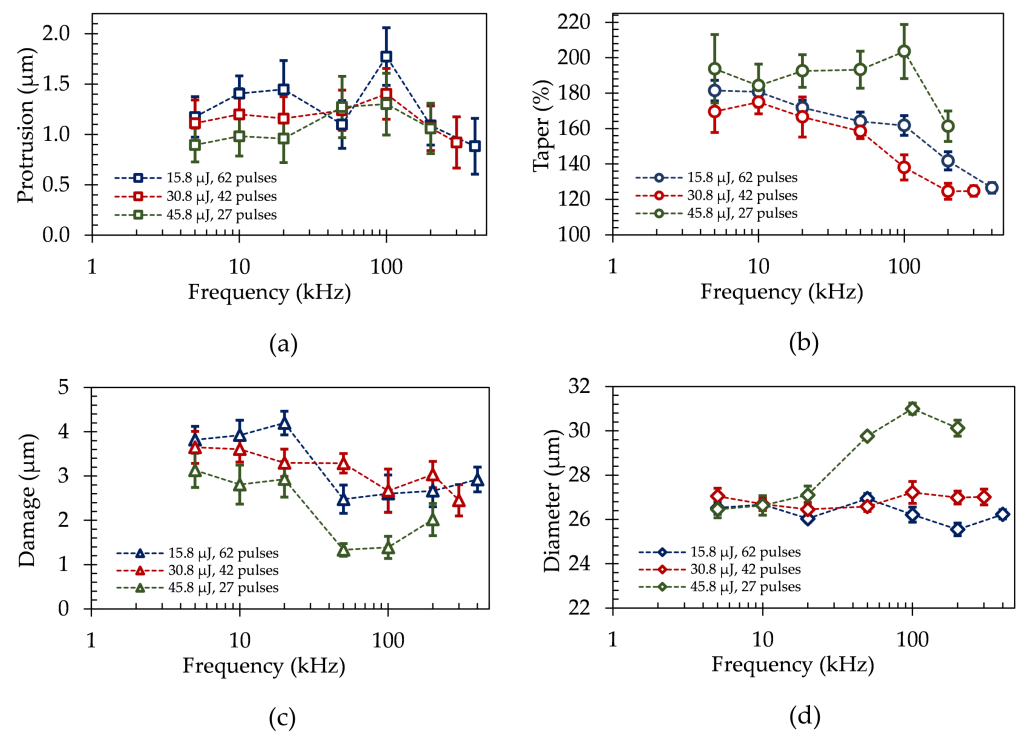 Protrusion (μm)
2.0
1.5
1.0
0.5
0.0
15.8 μJ, 62 pulses
30.8 μJ, 42 pulses
45.8 μJ, 27 pulses
1 10 100
Frequency (kHz)
(a)
Taper (%)
220
200
180
160
140
120
100
15.8 μJ, 62 pulses
30.8 μJ, 42 pulses
45.8 μJ, 27 pulses
1 10 100
Frequency (kHz)
(b)
Damage (μm)
5
4
3
2
1
0
15.8 μJ, 62 pulses
30.8 μJ, 42 pulses
45.8 μJ, 27 pulses
1 10 100
Frequency (kHz)
(c)
Diameter (μm)
32
30
28
26
24
22
15.8 μJ, 62 pulses
30.8 μJ, 42 pulses
45.8 μJ, 27 pulses
1 10 100
Frequency (kHz)
(d)